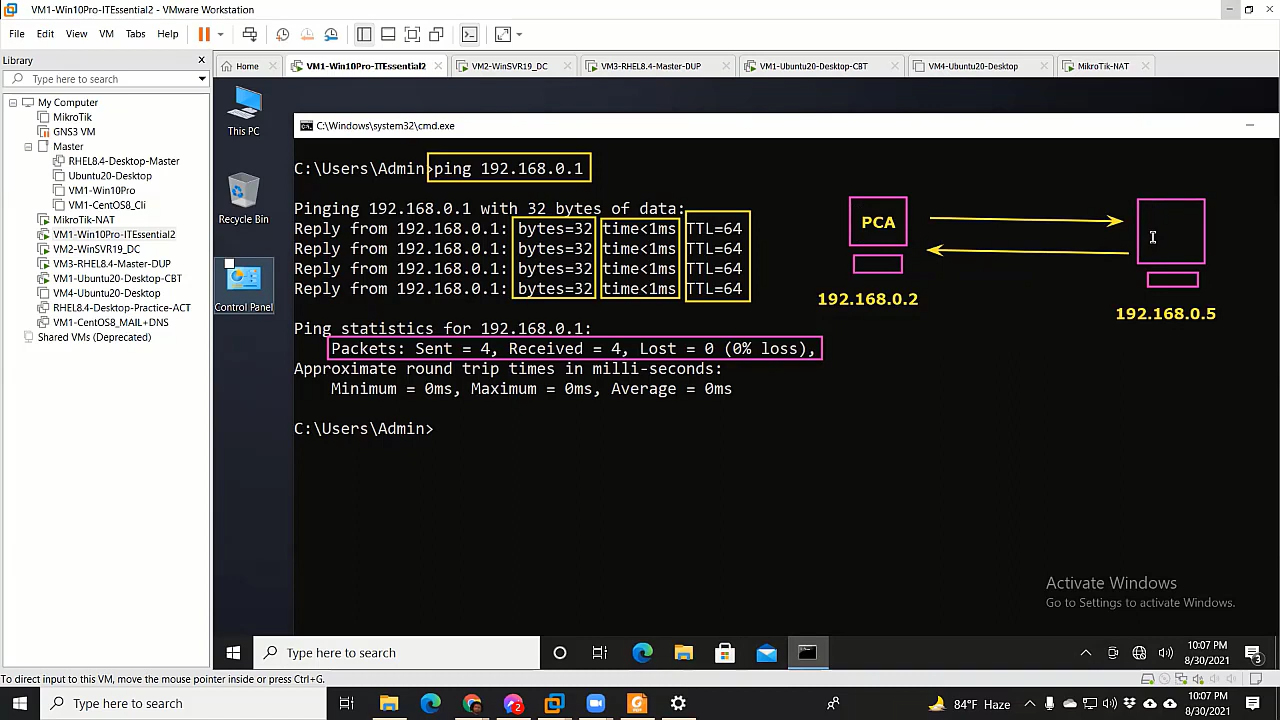 VM1-Win10Pro-ITEssential2 - VMware Workstation
File Edit View VM Tabs Help
Library
Type here to search
My Computer
MikroTik
GNS3 VM
Master
RHEL8.4-Desktop-Master
Ubuntu20-Desktop
VM1-Win10Pro
VM1-CentOS8_Cli
MikroTik-NAT
VM1-Win10Pro-ITEssential2
VM2-WinSVR19_DC
VM3-RHEL8.4-Master-DUP
VM1-Ubuntu20-Desktop-CBT
VM4-Ubuntu20-Desktop
RHEL8.4-Desktop-Practice-ACT
VM1-CentOS8_MAIL+DNS
Shared VMs (Deprecated)
Home VM1-Win10Pro-ITEssential2 VM2-WinSVR19_DC VM3-RHEL8.4-Master-DUP VM1-Ubuntu20-Desktop-CBT VM4-Ubuntu20-Desktop MikroTik-NAT
This PC
Recycle Bin
Control Panel
C:\Windows\system32\cmd.exe
C:\Users\Admin>ping 192.168.0.1
Pinging 192.168.0.1 with 32 bytes of data:
Reply from 192.168.0.1: bytes=32 time<1ms TTL=64
Reply from 192.168.0.1: bytes=32 time<1ms TTL=64
Reply from 192.168.0.1: bytes=32 time<1ms TTL=64
Reply from 192.168.0.1: bytes=32 time<1ms TTL=64
Ping statistics for 192.168.0.1:
Packets: Sent = 4, Received = 4, Lost = 0 (0% loss),
Approximate round trip times in milli-seconds:
Minimum = 0ms, Maximum = 0ms, Average = 0ms
C:\Users\Admin>
PCA
192.168.0.2
192.168.0.5
Activate Windows
Go to Settings to activate Windows.
Type here to search
10:07 PM
8/30/2021
3
To direct input to this VM, move the mouse pointer inside or press Ctrl+G.
Type here to search
2
84°F Haze
10:07 PM
8/30/2021